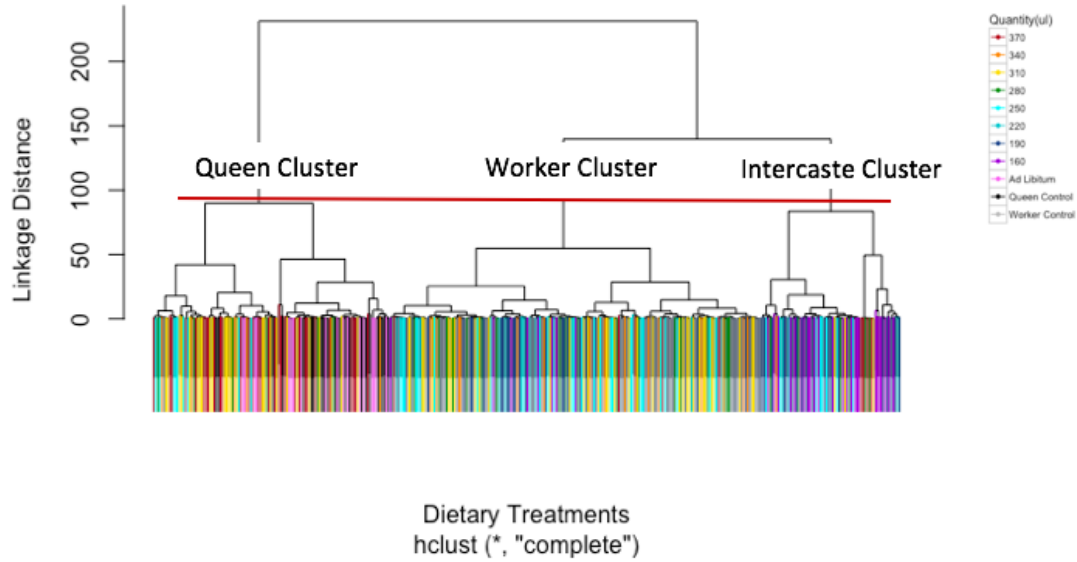 Linkage Distance
200
150
100
50
0
Queen Cluster
Worker Cluster
Intercaste Cluster
Quantity(ul)
370
340
310
280
250
220
190
160
Ad Libitum
Queen Control
Worker Control
Dietary Treatments
hclust (*, "complete")